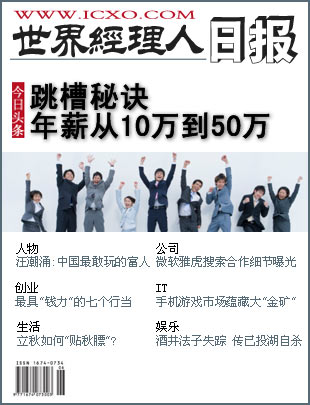 WWW.ICXO.COM
世界經理人日报
今日头条
跳槽秘诀
年薪从10万到50万
人物
汪潮涌:中国最敢玩的富人
公司
微软雅虎搜索合作细节曝光
创业
最具"钱力"的七个行当
IT
手机游戏市场蕴藏大"金矿"
生活
立秋如何"贴秋膘"?
娱乐
酒井法子失踪 传已投湖自杀
ISSN 1674-0734
06